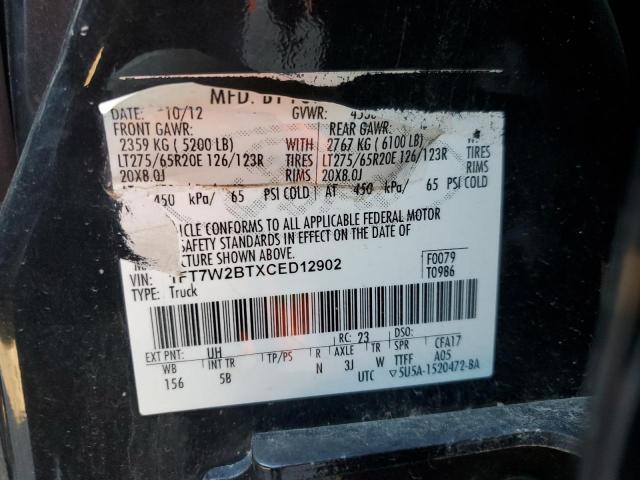 MFD. BY
DATE: 10/12 GVWR:
FRONT GAWR: REAR GAWR:
2359 KG ( 5200 LB) WITH 2767 KG ( 6100 LB) WITH
LT275/65R20E 126/123R TIRES LT275/65R20E 126/123R TIRES
20X8.0J RIMS 20X8.0J RIMS
450 kPa/ 65 PSI COLD AT 450 kPa/ 65 PSI COLD
CONFORMS TO ALL APPLICABLE FEDERAL MOTOR
SAFETY STANDARDS IN EFFECT ON THE DATE OF
SHOWN ABOVE.
VIN: 1FT7W2BTXCED12902 F0079
TYPE: Truck T0986
EXT PNT: UH RC: 23 DSO:
WB INT TR TP/PS R AXLE TR SPR CFA17
156 5B N 3J W TTFF A05
UTC 5U5A-1520472-BA